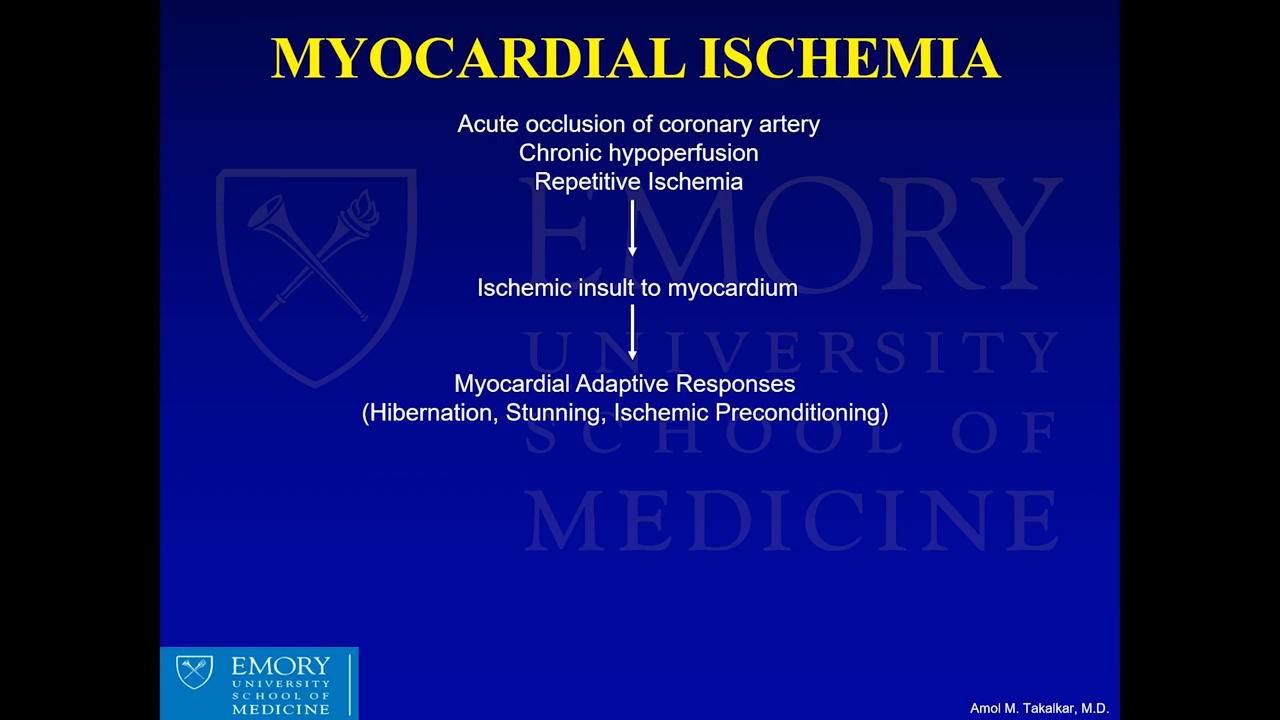 MYOCARDIAL ISCHEMIA
Acute occlusion of coronary artery
Chronic hypoperfusion
Repetitive Ischemia
Ischemic insult to myocardium
Myocardial Adaptive Responses
(Hibernation, Stunning, Ischemic Preconditioning)
EMORY
UNIVERSITY
SCHOOL OF
MEDICINE
EMORY
UNIVERSITY
SCHOOL OF
MEDICINE
Amol M. Takalkar, M.D.